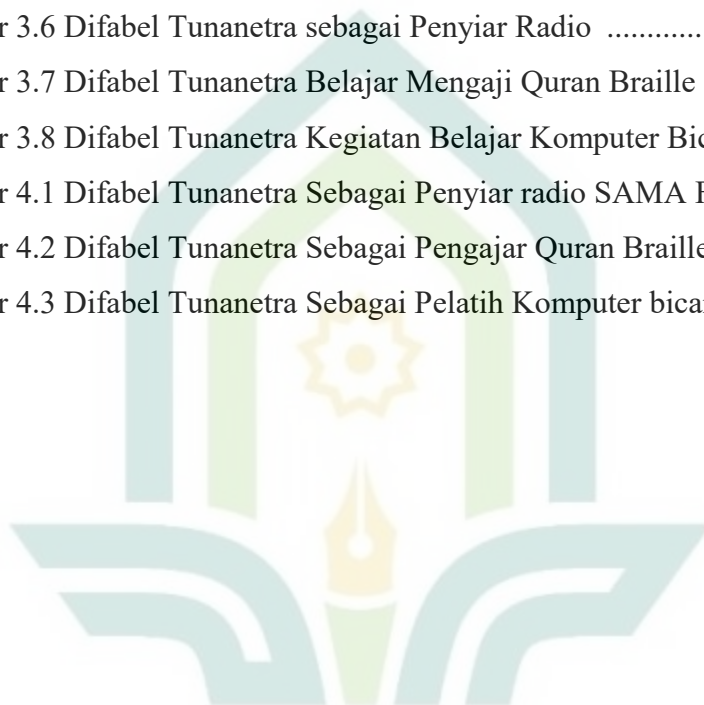 r 3.6 Difabel Tunanetra sebagai Penyiar Radio ............
r 3.7 Difabel Tunanetra Belajar Mengaji Quran Braille
r 3.8 Difabel Tunanetra Kegiatan Belajar Komputer Bic
r 4.1 Difabel Tunanetra Sebagai Penyiar radio SAMA
r 4.2 Difabel Tunanetra Sebagai Pengajar Quran Braille
r 4.3 Difabel Tunanetra Sebagai Pelatih Komputer bica